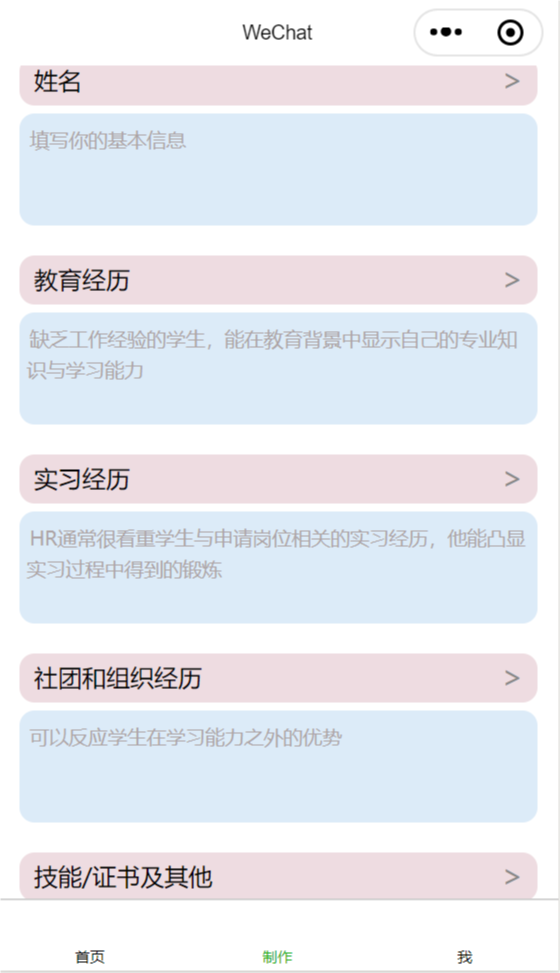 WeChat
姓名 >
填写你的基本信息
教育经历 >
缺乏工作经验的学生，能在教育背景中显示自己的专业知
识与学习能力
实习经历 >
HR通常很看重学生与申请岗位相关的实习经历，他能凸显
实习过程中得到的锻炼
社团和组织经历 >
可以反应学生在学习能力之外的优势
技能/证书及其他 >
首页 制作 我